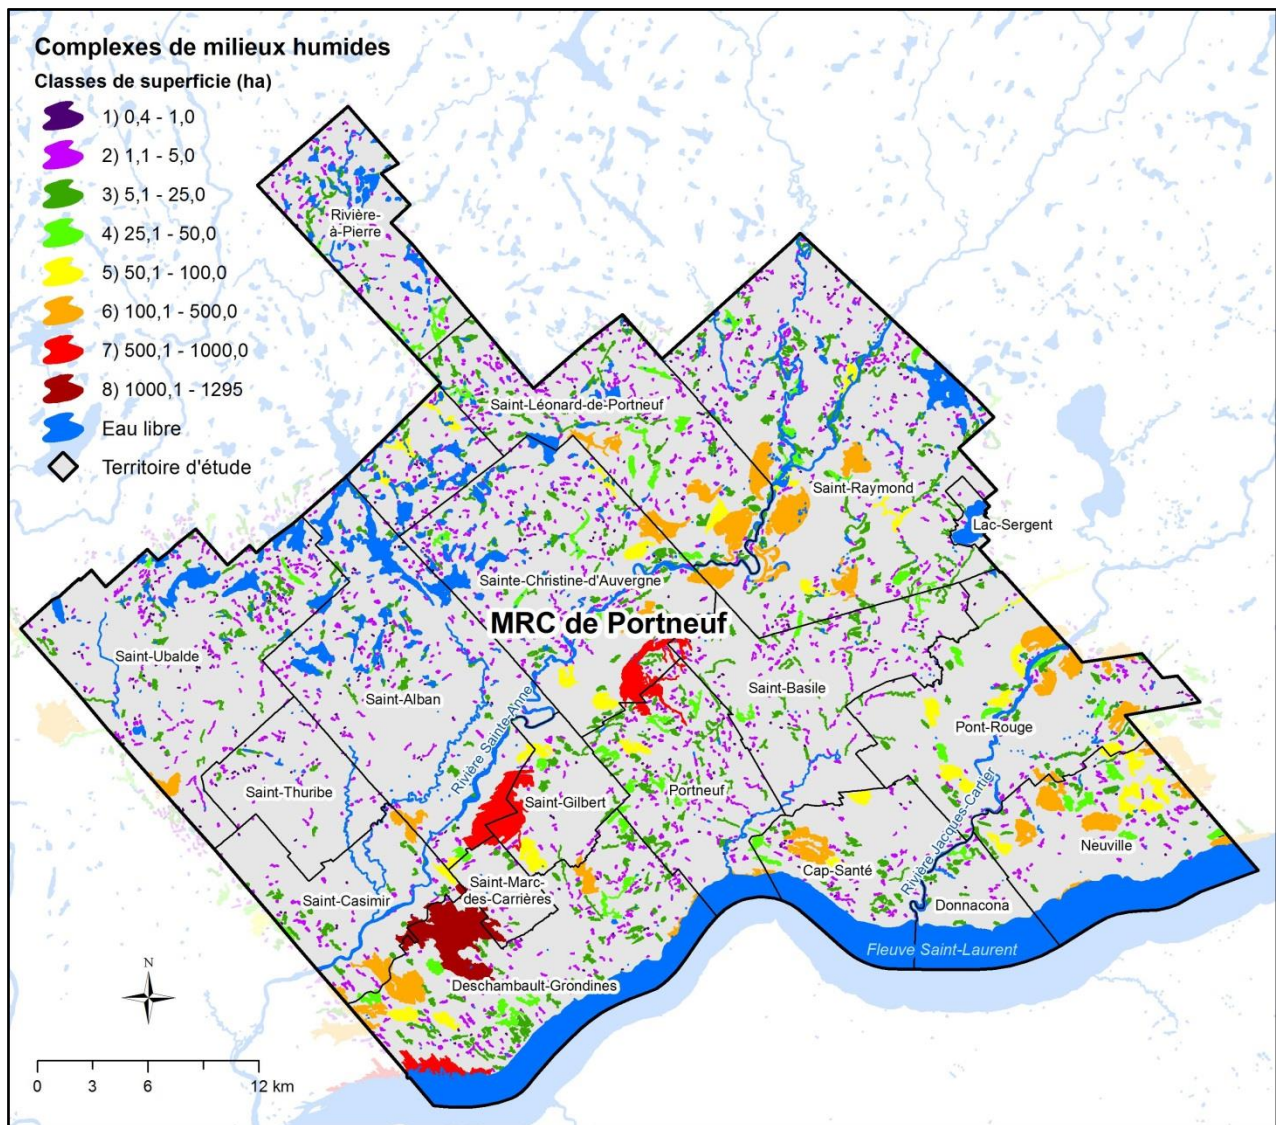 Complexes de milieux humides
Classes de superficie (ha)
1) 0,4 - 1,0
2) 1,1 - 5,0
3) 5,1 - 25,0
4) 25,1 - 50,0
5) 50,1 - 100,0
6) 100,1 - 500,0
7) 500,1 - 1000,0
8) 1000,1 - 1295
Eau libre
Territoire d'étude
Rivière-
à-Pierre
Saint-Léonard-de-Portneuf
Saint-Raymond
Lac-Sergent
Sainte-Christine-d'Auvergne
MRC de Portneuf
Saint-Ubalde
Saint-Alban
Saint-Basile
Rivière Sainte-Anne
Pont-Rouge
Saint-Thuribe
Saint-Gilbert
Portneuf
Rivière Jacques-Cartier
Neuville
Cap-Santé
Saint-Casimir
Saint-Marc-
des-Carrières
Donnacona
Fleuve Saint-Laurent
Deschambault-Grondines
N
0 3 6 12 km